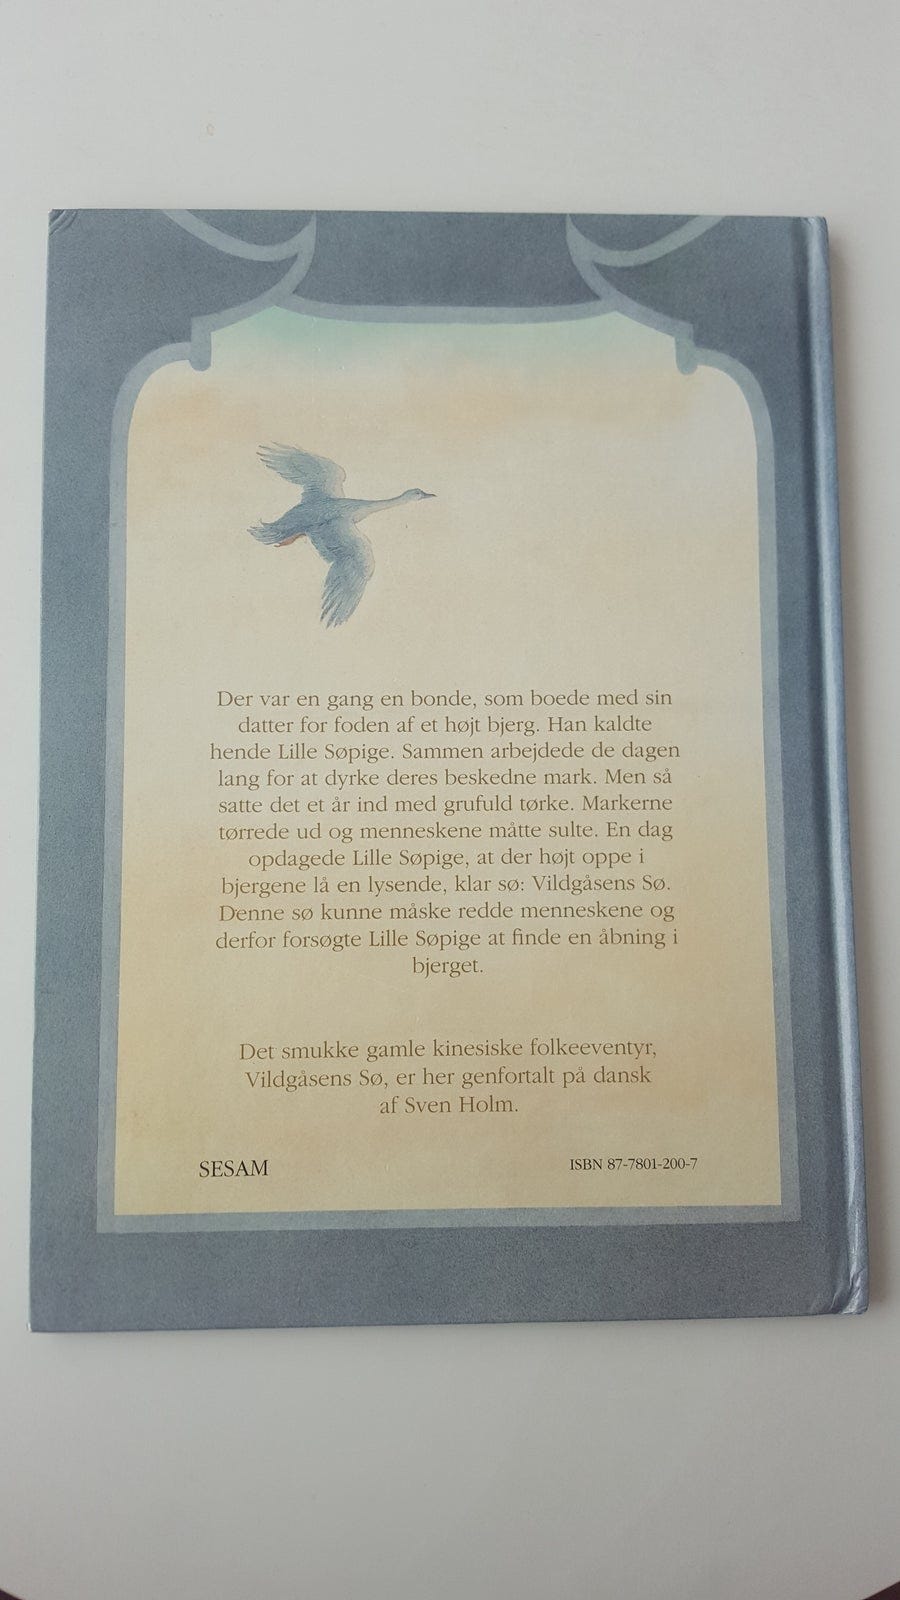 Der var en gang en bonde, som boede med sin
datter for foden af et højt bjerg. Han kaldte
hende Lille Søpige. Sammen arbejdede de dagen
lang for at dyrke deres beskedne mark. Men så
satte det et år ind med grufuld tørke. Markerne
tørrede ud og menneskene måtte sulte. En dag
opdagede Lille Søpige, at der højt oppe i
bjergene lå en lysende, klar sø: Vildgåsens Sø.
Denne sø kunne måske redde menneskene og
derfor forsøgte Lille Søpige at finde en åbning i
bjerget.
Det smukke gamle kinesiske folkeeventyr,
Vildgåsens Sø, er her genfortalt på dansk
af Sven Holm.
SESAM
ISBN 87-7801-200-7